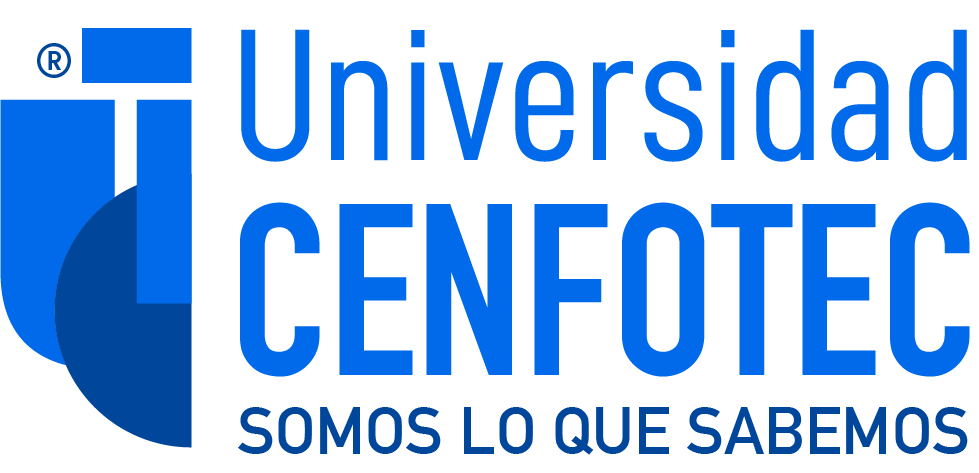 ®
Universidad
CENFOTEC
SOMOS LO QUE SABEMOS